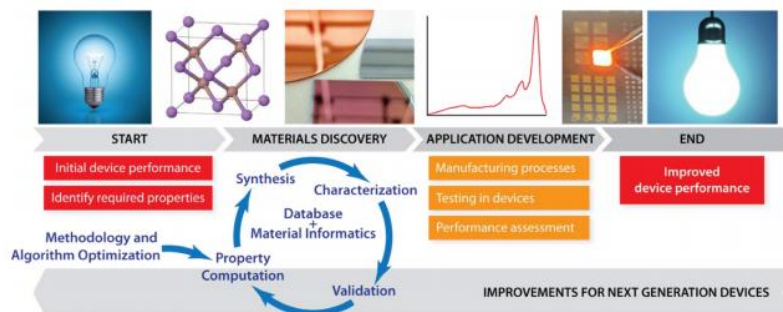 START
MATERIALS DISCOVERY
APPLICATION DEVELOPMENT
END
Initial device performance
Identify required properties
Synthesis
Characterization
Database
+
Material Informatics
Methodology and
Algorithm Optimization
Property
Computation
Validation
Manufacturing processes
Testing in devices
Performance assessment
Improved
device performance
IMPROVEMENTS FOR NEXT GENERATION DEVICES